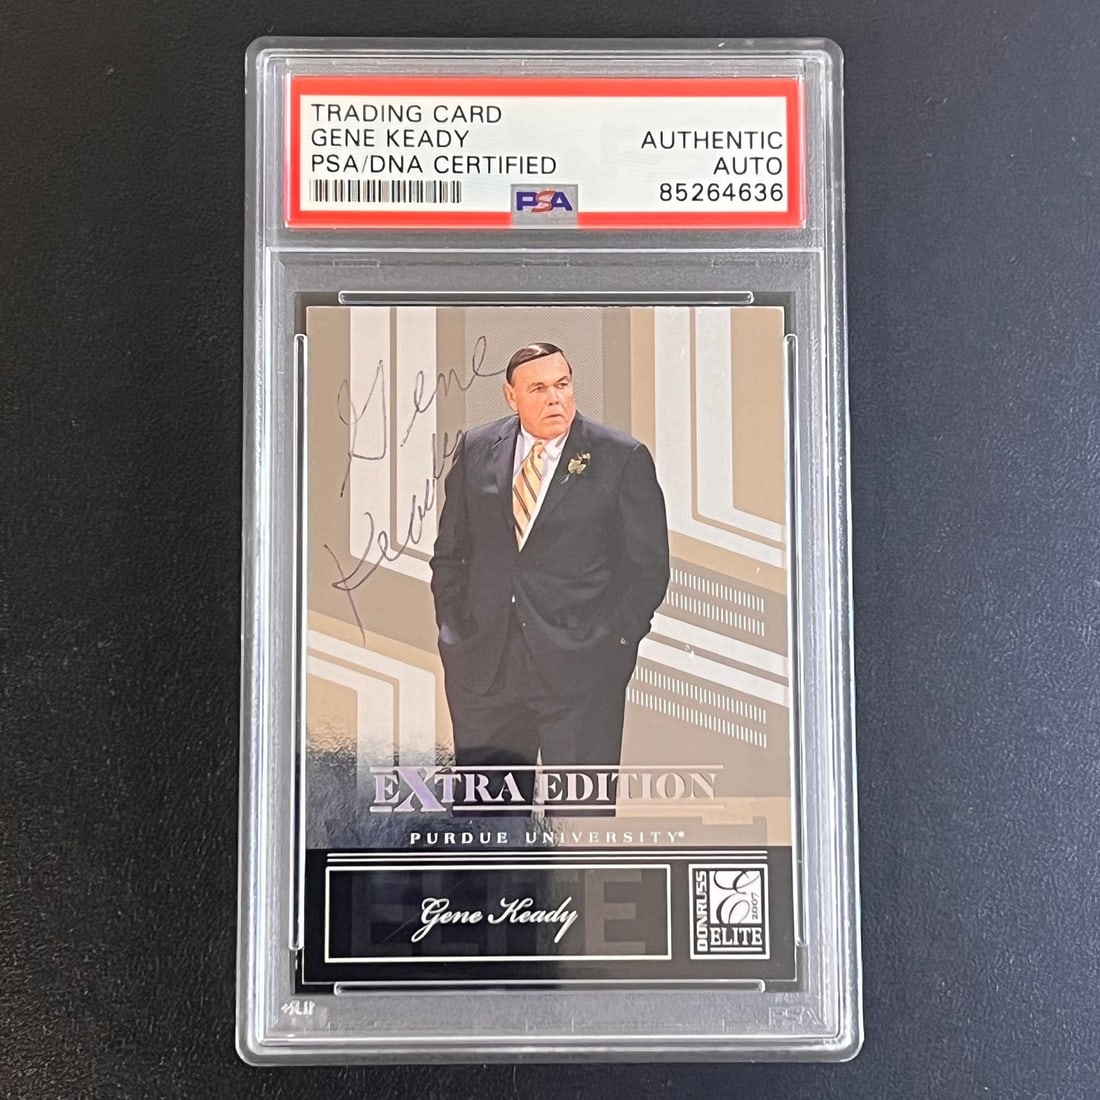 TRADING CARD
GENE KEADY
PSA/DNA CERTIFIED
AUTHENTIC
AUTO
85264636
PSA
Gene
Keady
EXTRA EDITION
PURDUE UNIVERSITY®
Gene Keady
DONRUSS
E
2007
ELITE
PSA